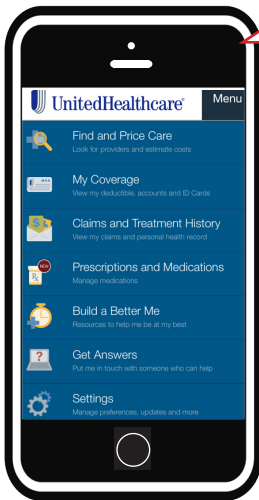 UnitedHealthcare®
Menu
Find and Price Care
Look for providers and estimate costs
My Coverage
View my deductible, accounts and ID Cards
Claims and Treatment History
View my claims and personal health record
NEW
Rx
Prescriptions and Medications
Manage medications
Build a Better Me
Resources to help me be at my best
?
Get Answers
Put me in touch with someone who can help
Settings
Manage preferences, updates and more